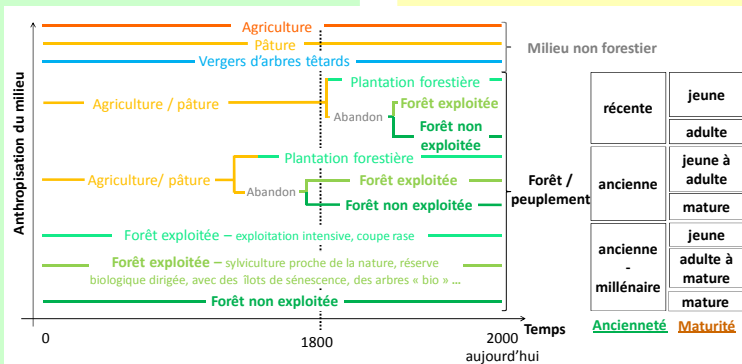 Agriculture
Pâture
Milieu non forestier
Vergers d'arbres têtards
Anthropisation du milieu
Plantation forestière
Agriculture / pâture
Forêt exploitée
Abandon
Forêt non
exploitée
Plantation forestière
Agriculture/ pâture
Forêt exploitée
Abandon
Forêt non exploitée
Forêt exploitée – exploitation intensive, coupe rase
Forêt exploitée – sylviculture proche de la nature, réserve
biologique dirigée, avec des îlots de sénescence, des arbres « bio » ...
Forêt non exploitée
Forêt /
peuplement
récente
jeune
adulte
ancienne
jeune à
adulte
mature
ancienne
-
millénaire
jeune
adulte à
mature
mature
Temps
Ancienneté
Maturité
0
1800
2000
aujourd'hui